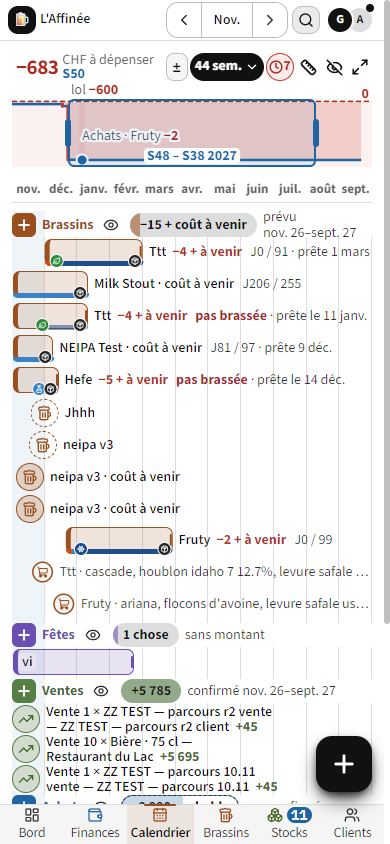 L'Affinée
Nov.
G
A
−683 CHF à dépenser
S50
±
44 sem.
7
lol −600
0
Achats · Fruty −2
S48 – S38 2027
nov. déc. janv. févr. mars avr. mai juin juil. août sept.
Brassins −15 + coût à venir prévu
nov. 26–sept. 27
Ttt −4 + à venir J0 / 91 · prête 1 mars
Milk Stout · coût à venir J206 / 255
Ttt −4 + à venir pas brassée · prête le 11 janv.
NEIPA Test · coût à venir J81 / 97 · prête 9 déc.
Hefe −5 + à venir pas brassée · prête le 14 déc.
Jhhh
neipa v3
neipa v3 · coût à venir
neipa v3 · coût à venir
Fruty −2 + à venir J0 / 99
Ttt · cascade, houblon idaho 7 12.7%, levure safale …
Fruty · ariana, flocons d'avoine, levure safale us…
Fêtes 1 chose sans montant
vi
Ventes +5 785 confirmé nov. 26–sept. 27
Vente 1 × ZZ TEST — parcours r2 vente
— ZZ TEST — parcours r2 client +45
Vente 10 × Bière · 75 cl —
Restaurant du Lac +5 695
Vente 1 × ZZ TEST — parcours 10.11
vente — ZZ TEST — parcours 10.11 +45
Bord
Finances
Calendrier
Brassins
Stocks
11
Clients